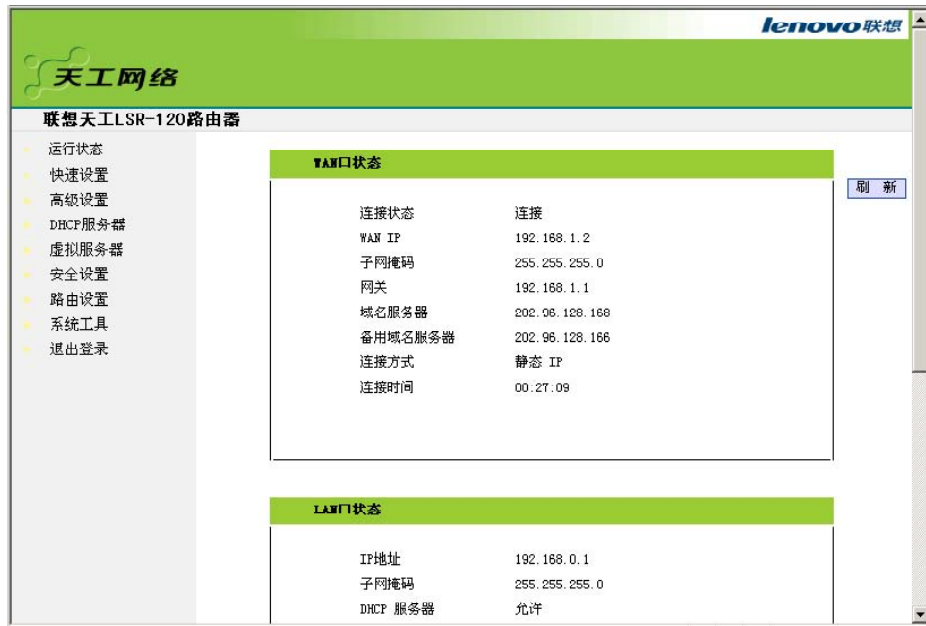 lenovo联想
天工网络
联想天工LSR-120路由器
运行状态
快速设置
高级设置
DHCP服务器
虚拟服务器
安全设置
路由设置
系统工具
退出登录
WAN口状态
刷 新
连接状态 连接
WAN IP 192.168.1.2
子网掩码 255.255.255.0
网关 192.168.1.1
域名服务器 202.96.128.168
备用域名服务器 202.96.128.166
连接方式 静态 IP
连接时间 00:27:09
LAN口状态
IP地址 192.168.0.1
子网掩码 255.255.255.0
DHCP 服务器 允许